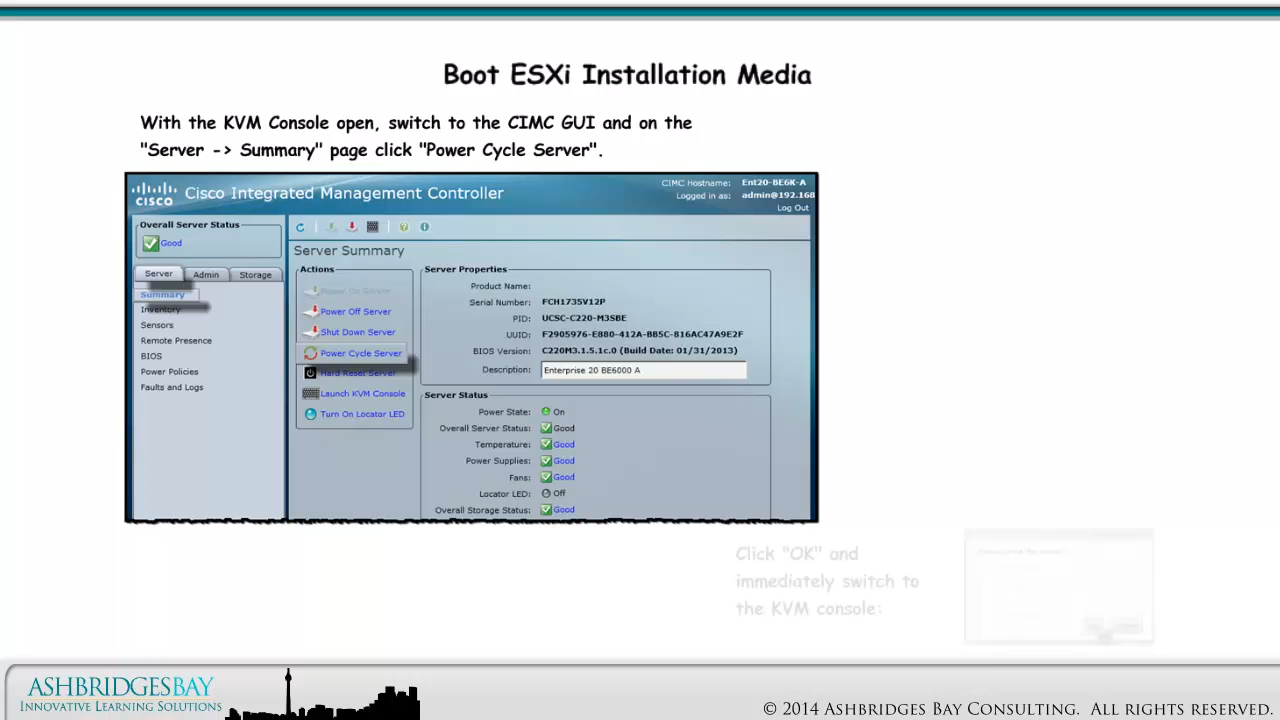 Boot ESXi Installation Media
With the KVM Console open, switch to the CIMC GUI and on the
"Server -> Summary" page click "Power Cycle Server".
cisco
Cisco Integrated Management Controller
CIMC Hostname: Ent20-BE6K-A
Logged in as: admin@192.168
Log Out
Overall Server Status
Good
Server Admin Storage
Summary
Inventory
Sensors
Remote Presence
BIOS
Power Policies
Faults and Logs
Server Summary
Actions
Power On Server
Power Off Server
Shut Down Server
Power Cycle Server
Hard Reset Server
Launch KVM Console
Turn On Locator LED
Server Properties
Product Name:
Serial Number: FCH1735V12P
PID: UCSC-C220-M3SBE
UUID: F2905976-E880-412A-BB5C-816AC47A9E2F
BIOS Version: C220M3.1.5.1c.0 (Build Date: 01/31/2013)
Description: Enterprise 20 BE6000 A
Server Status
Power State: On
Overall Server Status: Good
Temperature: Good
Power Supplies: Good
Fans: Good
Locator LED: Off
Overall Storage Status: Good
Click "OK" and
immediately switch to
the KVM console:
ASHBRIDGESBAY
INNOVATIVE LEARNING SOLUTIONS
© 2014 ASHBRIDGES BAY CONSULTING. ALL RIGHTS RESERVED.